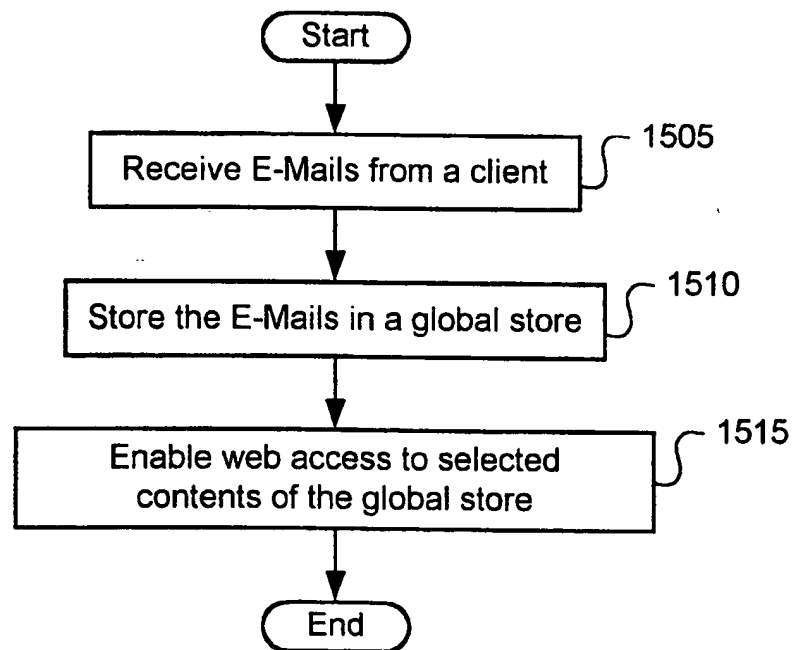 Start
Receive E-Mails from a client
1505
Store the E-Mails in a global store
1510
Enable web access to selected
contents of the global store
1515
End